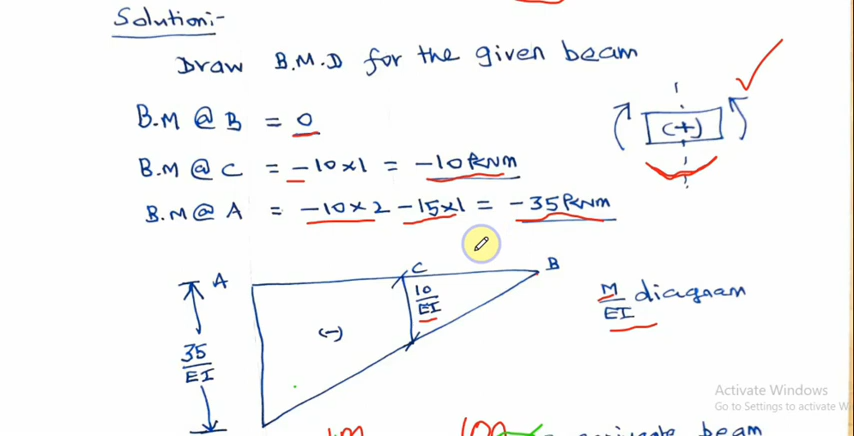 Solution:-
Draw B.M.D for the given beam
B.M @ B = 0
(+)
B.M @ C = -10×1 = -10 kNm
B.M @ A = -10×2 -15×1 = -35 kNm
A
C
B
10/EI
M/EI diagram
(-)
35/EI
Activate Windows
Go to Settings to activate W
1m
beam